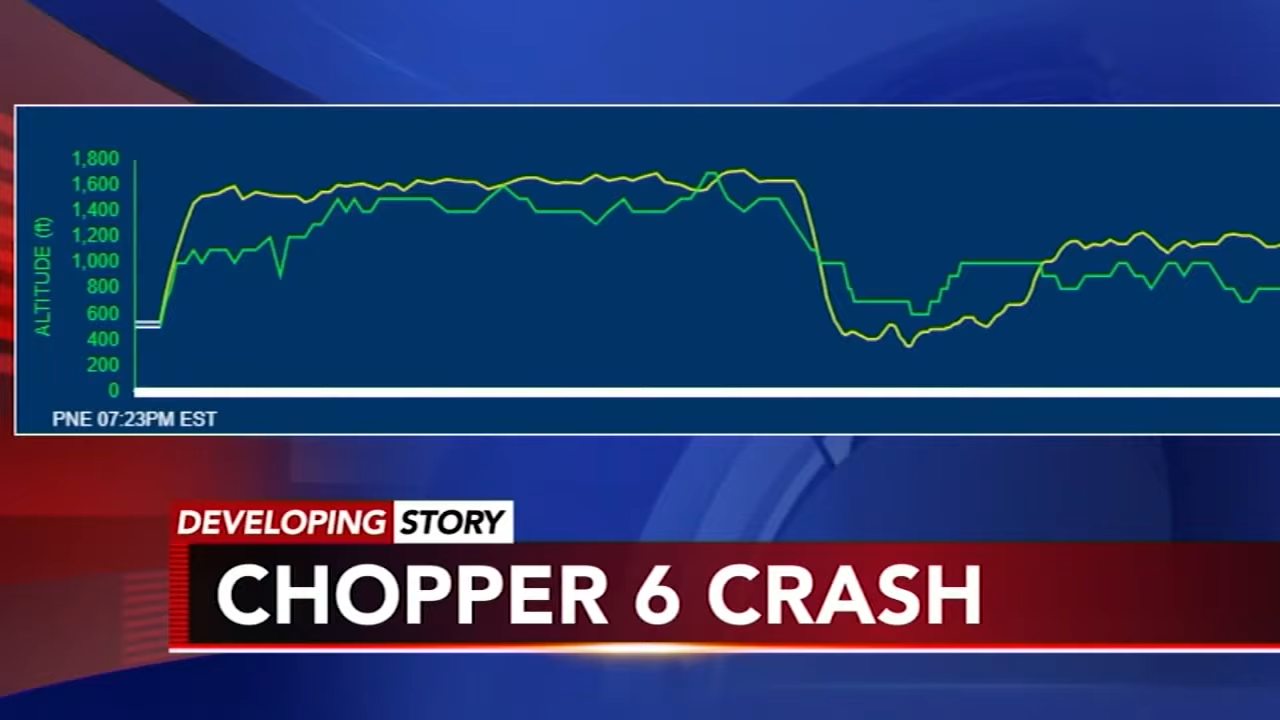 1,800
1,600
1,400
1,200
1,000
800
600
400
200
0
ALTITUDE (ft)
PNE 07:23PM EST
DEVELOPING STORY
CHOPPER 6 CRASH